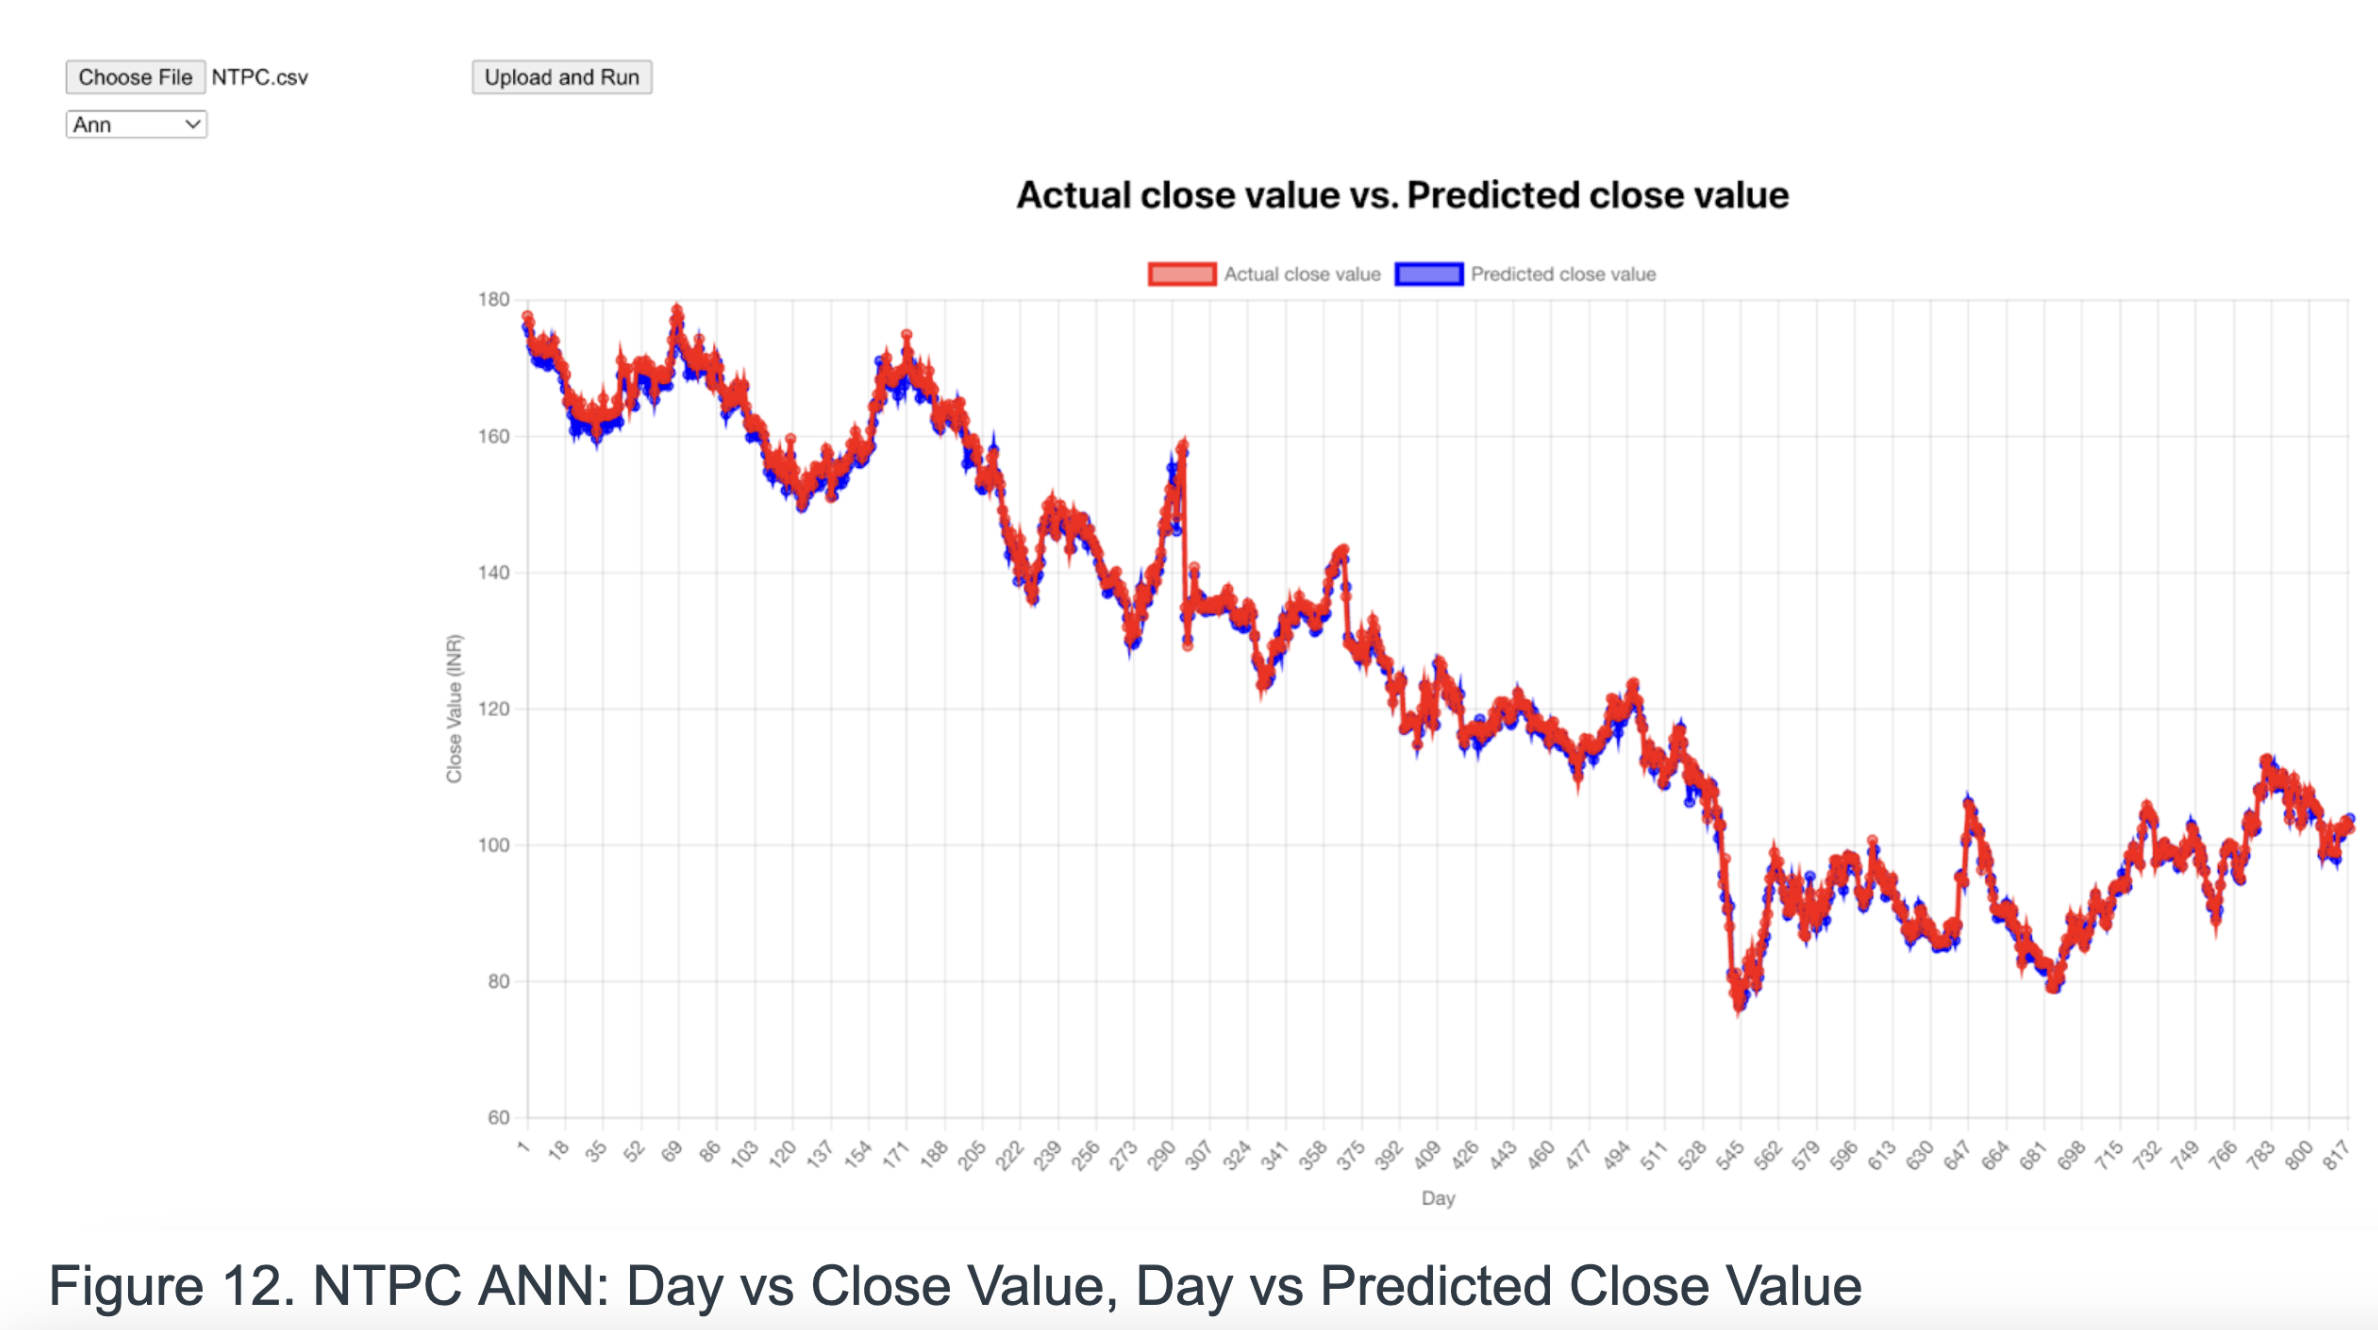 Choose File NTPC.csv Upload and Run
Ann
Actual close value vs. Predicted close value
Actual close value Predicted close value
180
160
140
120
100
80
60
Close Value (INR)
1 18 35 52 69 86 103 120 137 154 171 188 205 222 239 256 273 290 307 324 341 358 375 392 409 426 443 460 477 494 511 528 545 562 579 596 613 630 647 664 681 698 715 732 749 766 783 800 817
Day
Figure 12. NTPC ANN: Day vs Close Value, Day vs Predicted Close Value